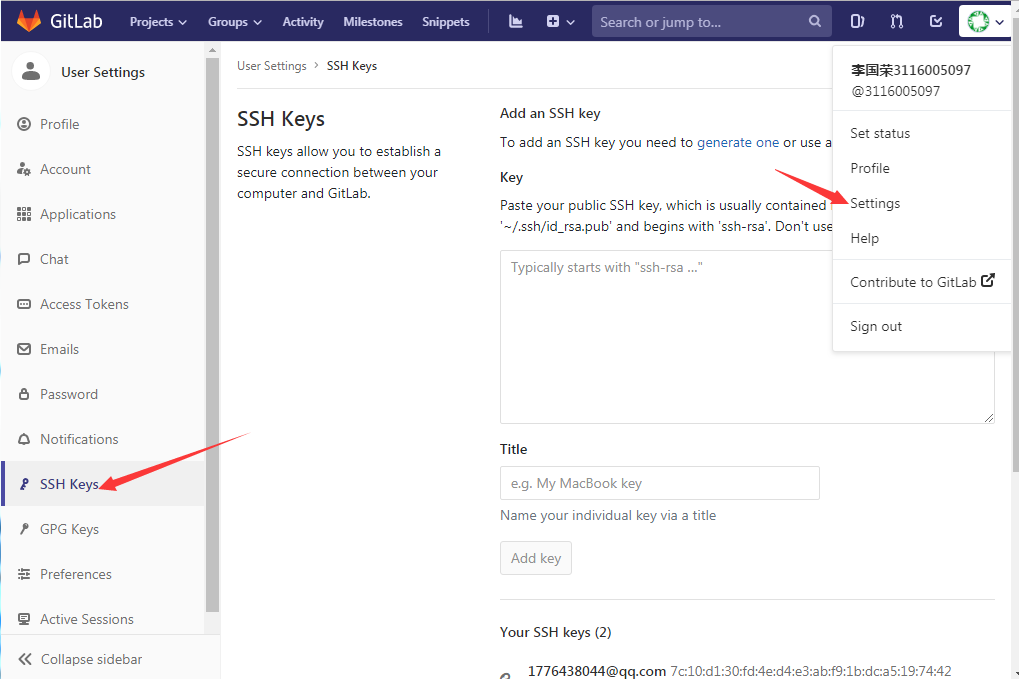 GitLab Projects Groups Activity Milestones Snippets Search or jump to...
User Settings
Profile
Account
Applications
Chat
Access Tokens
Emails
Password
Notifications
SSH Keys
GPG Keys
Preferences
Active Sessions
Collapse sidebar
User Settings > SSH Keys
SSH Keys
SSH keys allow you to establish a
secure connection between your
computer and GitLab.
Add an SSH key
To add an SSH key you need to generate one or use a
Key
Paste your public SSH key, which is usually contained
'~/.ssh/id_rsa.pub' and begins with 'ssh-rsa'. Don't use
Typically starts with "ssh-rsa ..."
Title
e.g. My MacBook key
Name your individual key via a title
Add key
Your SSH keys (2)
1776438044@qq.com 7c:10:d1:30:fd:4e:d4:e3:ab:f9:1b:dc:a5:19:74:42
李国荣3116005097
@3116005097
Set status
Profile
Settings
Help
Contribute to GitLab
Sign out